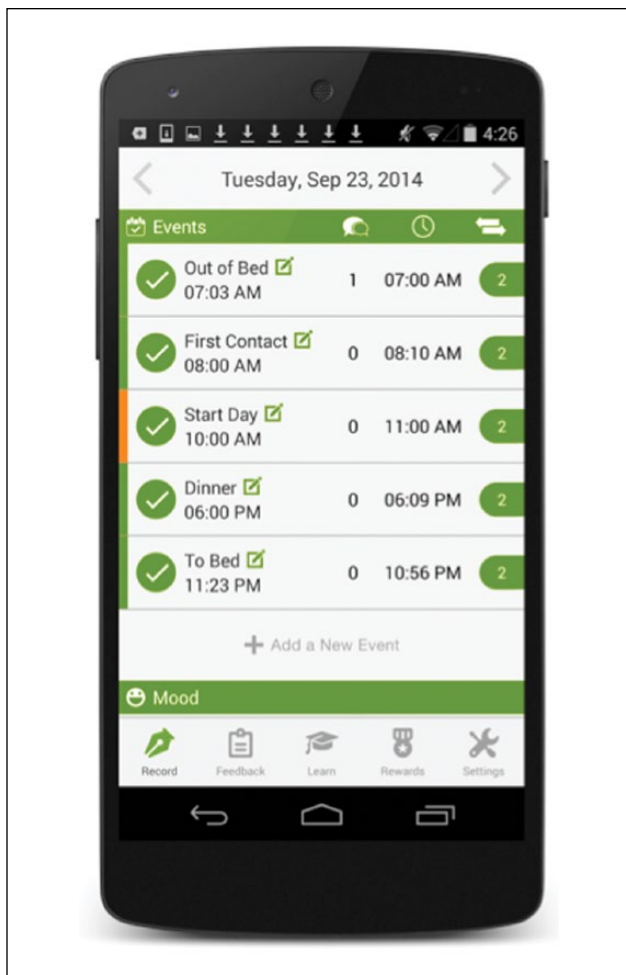 4:26
Tuesday, Sep 23, 2014
Events
Out of Bed
07:03 AM
1
07:00 AM
2
First Contact
08:00 AM
0
08:10 AM
2
Start Day
10:00 AM
0
11:00 AM
2
Dinner
06:00 PM
0
06:09 PM
2
To Bed
11:23 PM
0
10:56 PM
2
Add a New Event
Mood
Record Feedback Learn Rewards Settings